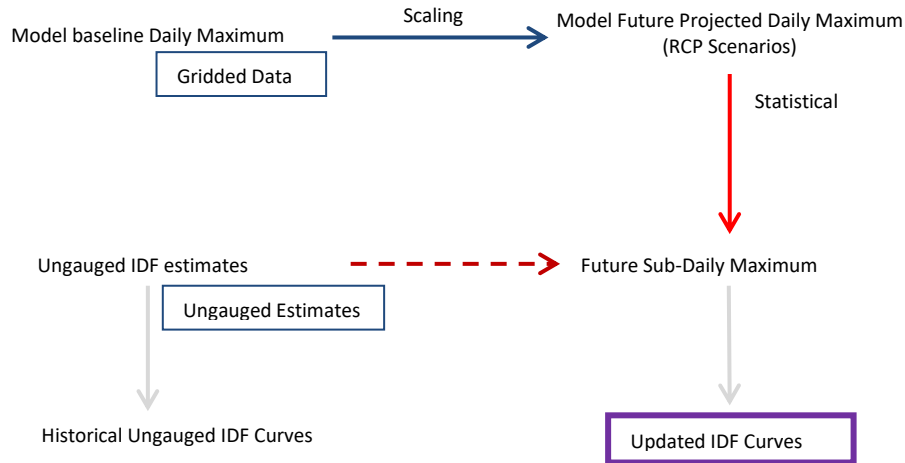 Scaling
Model baseline Daily Maximum
Model Future Projected Daily Maximum
(RCP Scenarios)
Gridded Data
Statistical
Ungauged IDF estimates
Future Sub-Daily Maximum
Ungauged Estimates
Historical Ungauged IDF Curves
Updated IDF Curves